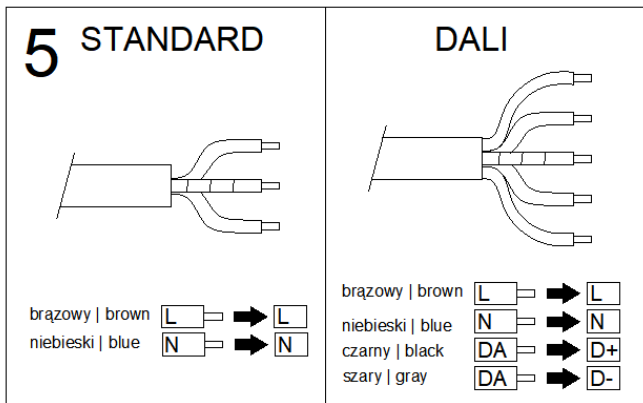 5 STANDARD
brązowy | brown L L
niebieski | blue N N
DALI
brązowy | brown L L
niebieski | blue N N
czarny | black DA D+
szary | gray DA D-